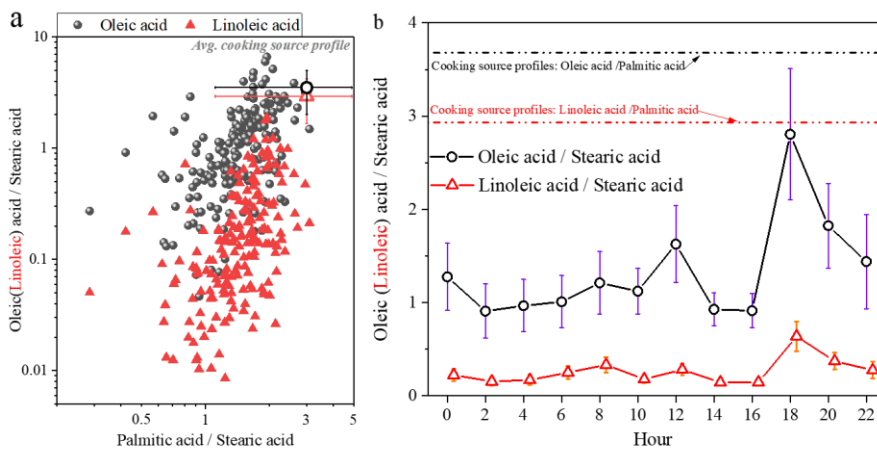 a
Oleic acid
Linoleic acid
Avg. cooking source profile
10
1
0.1
0.01
0.5
1
5
Oleic(Linoleic) acid / Stearic acid
Palmitic acid / Stearic acid
b
4
3
2
1
0
Cooking source profiles: Oleic acid /Palmitic acid
Cooking source profiles: Linoleic acid /Palmitic acid
Oleic acid / Stearic acid
Linoleic acid / Stearic acid
Oleic (Linoleic) acid / Stearic acid
0 2 4 6 8 10 12 14 16 18 20 22
Hour